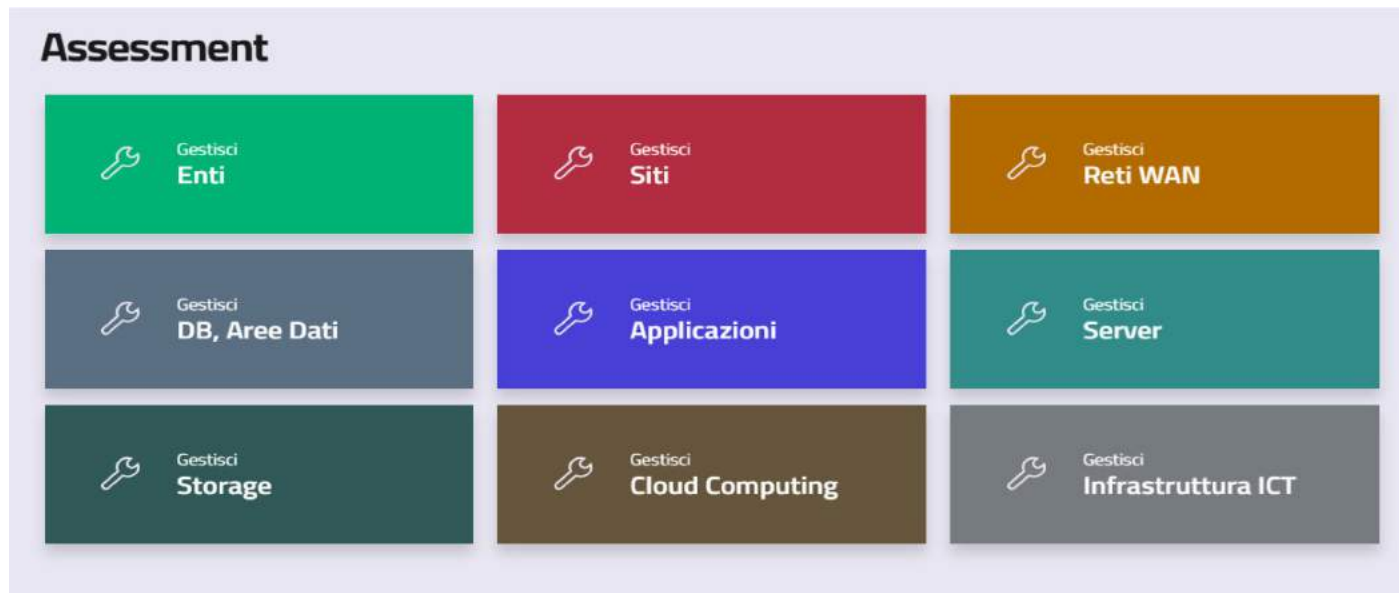 Assessment
Gestisci
Enti
Gestisci
Siti
Gestisci
Reti WAN
Gestisci
DB, Aree Dati
Gestisci
Applicazioni
Gestisci
Server
Gestisci
Storage
Gestisci
Cloud Computing
Gestisci
Infrastruttura ICT